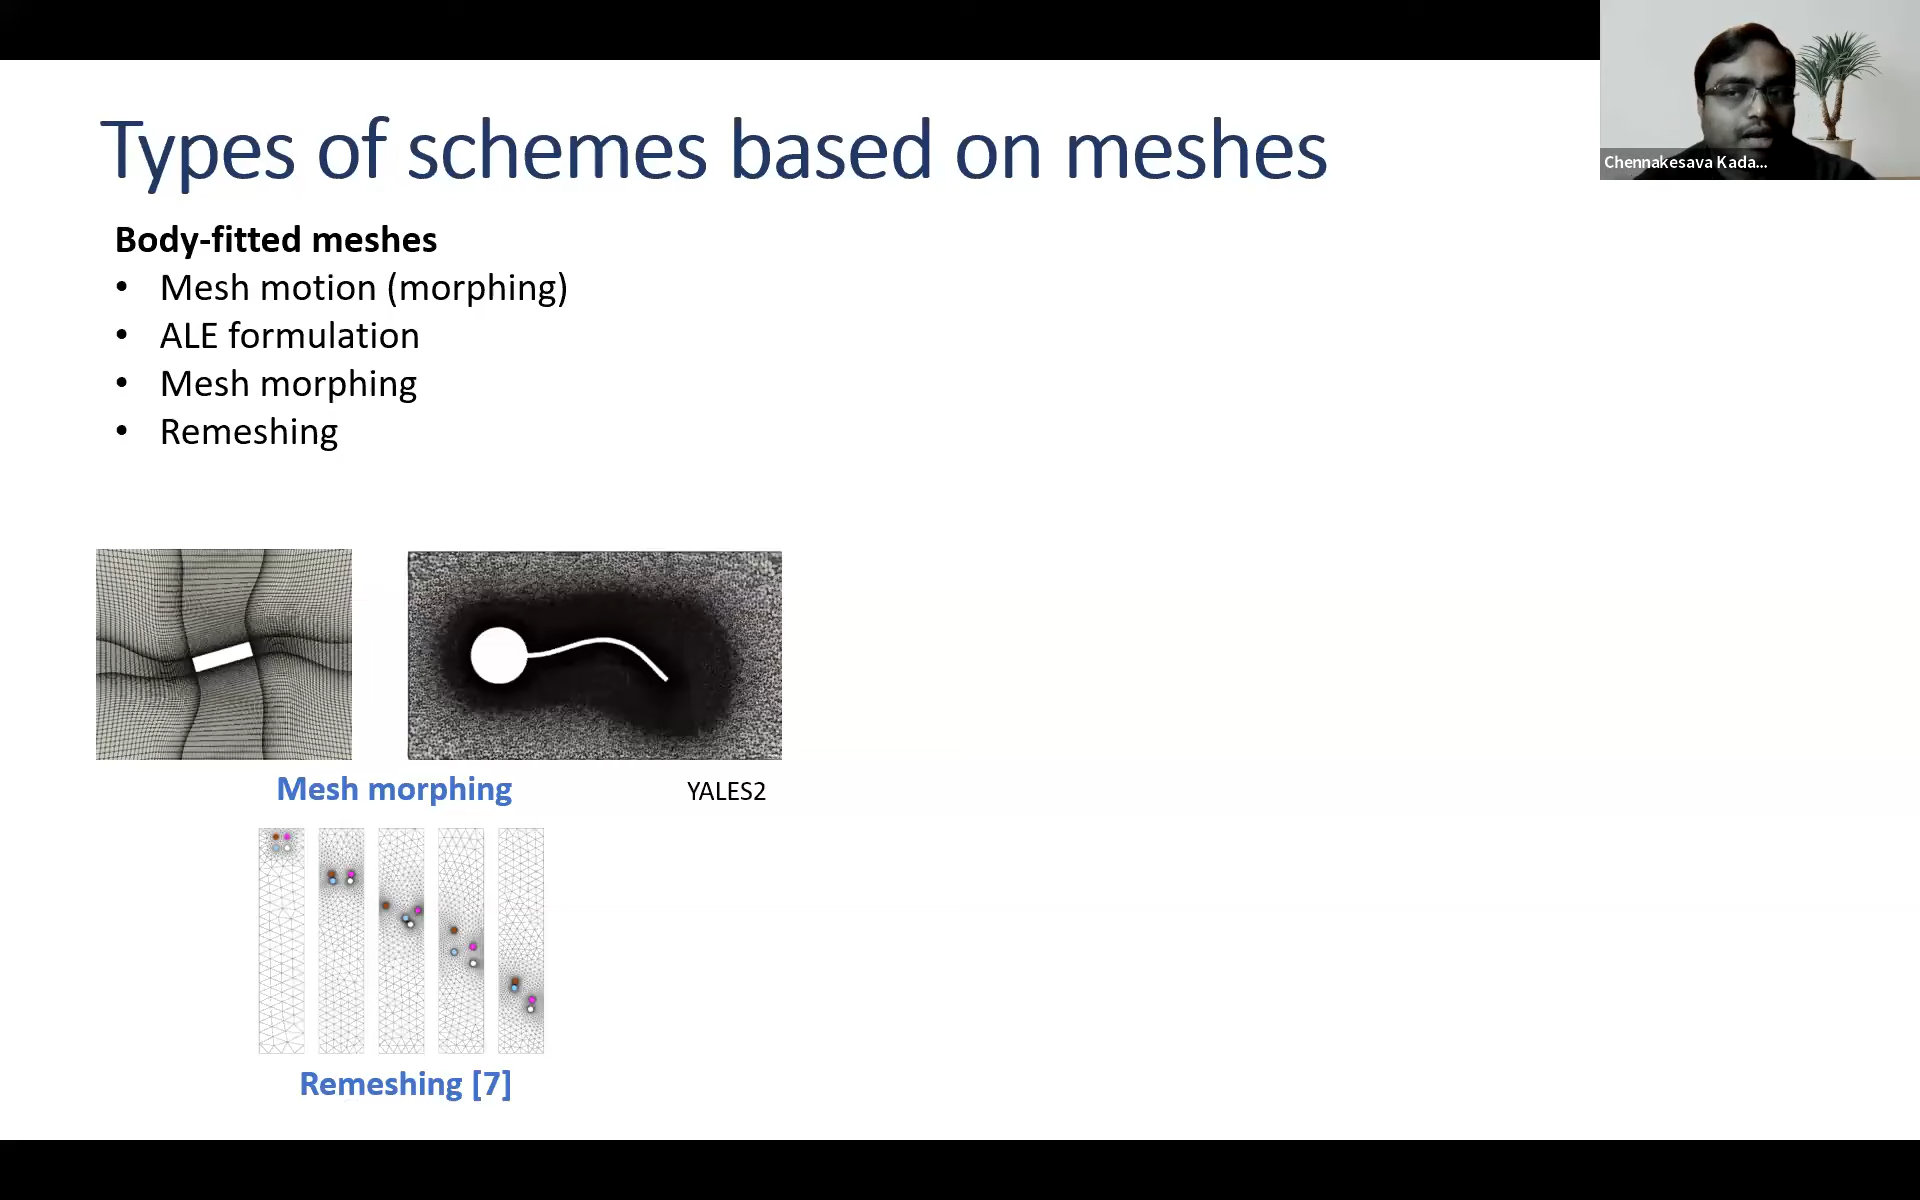 Types of schemes based on meshes
Chennakesava Kada...
Body-fitted meshes
• Mesh motion (morphing)
• ALE formulation
• Mesh morphing
• Remeshing
Mesh morphing
YALES2
Remeshing [7]